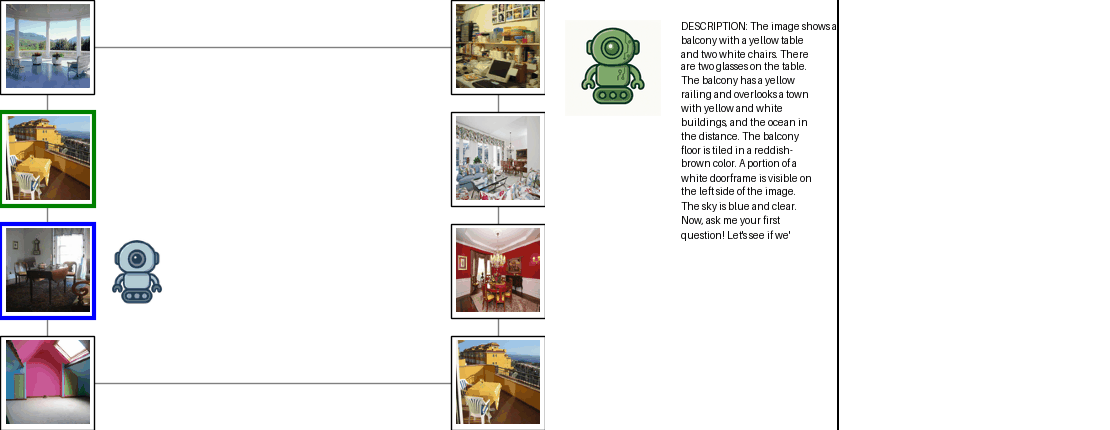 DESCRIPTION: The image shows a
balcony with a yellow table
and two white chairs. There
are two glasses on the table.
The balcony has a yellow
railing and overlooks a town
with yellow and white
buildings, and the ocean in
the distance. The balcony
floor is tiled in a reddish-
brown color. A portion of a
white doorframe is visible on
the left side of the image.
The sky is blue and clear.
Now, ask me your first
question! Let's see if we'